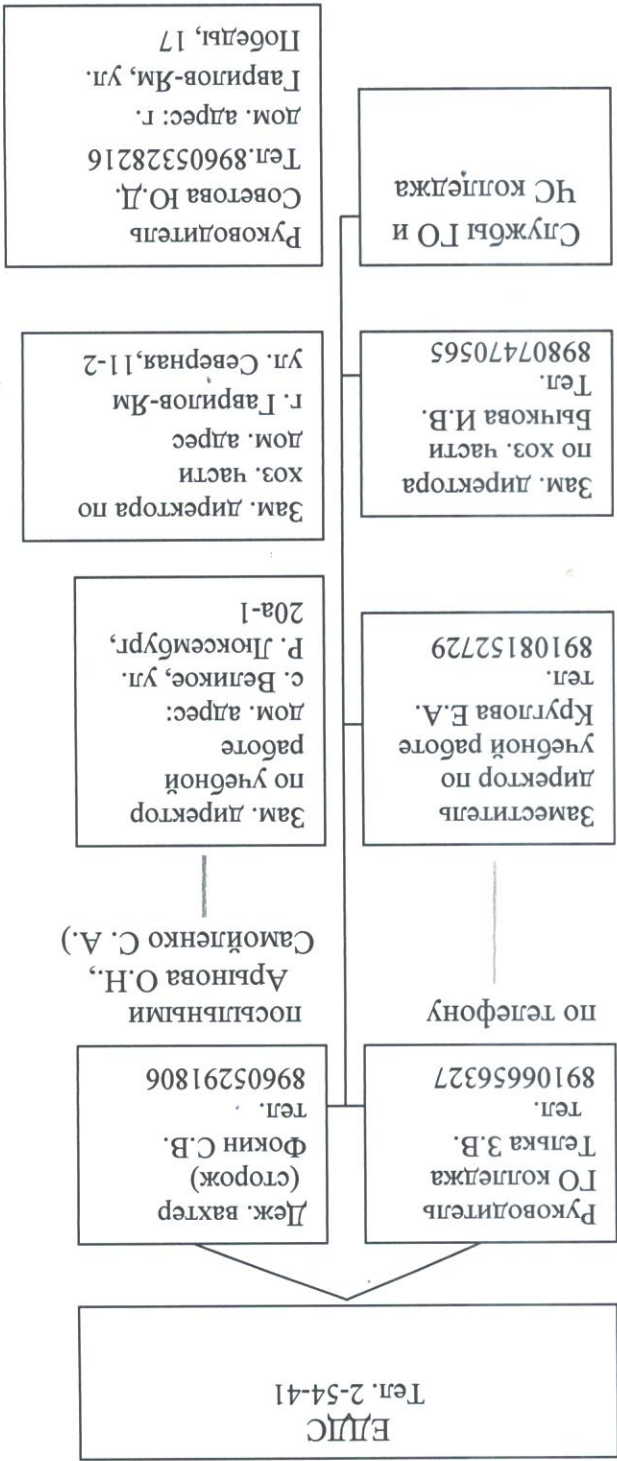 ЕДДС
Тел. 2-54-41
Руководитель
ГО колледжа
Телька З.В.
тел.
89106656327
Деж. вахтер
(сторож)
Фокин С.В.
тел.
89605291806
по телефону
посыльными
Арынова О.Н.,
Самойленко С. А.)
Заместитель
директор по
учебной работе
Круглова Е.А.
тел.
89108152729
Зам. директор
по учебной
работе
дом. адрес:
с. Великое, ул.
Р. Люксембург,
20а-1
Зам. директора
по хоз. части
Бычкова И.В.
Тел.
89807470565
Зам. директора по
хоз. части
дом. адрес
г. Гаврилов-Ям
ул. Северная,11-2
Службы ГО и
ЧС колледжа
Руководитель
Советова Ю.Д.
Тел.89605328216
дом. адрес: г.
Гаврилов-Ям, ул.
Победы, 17